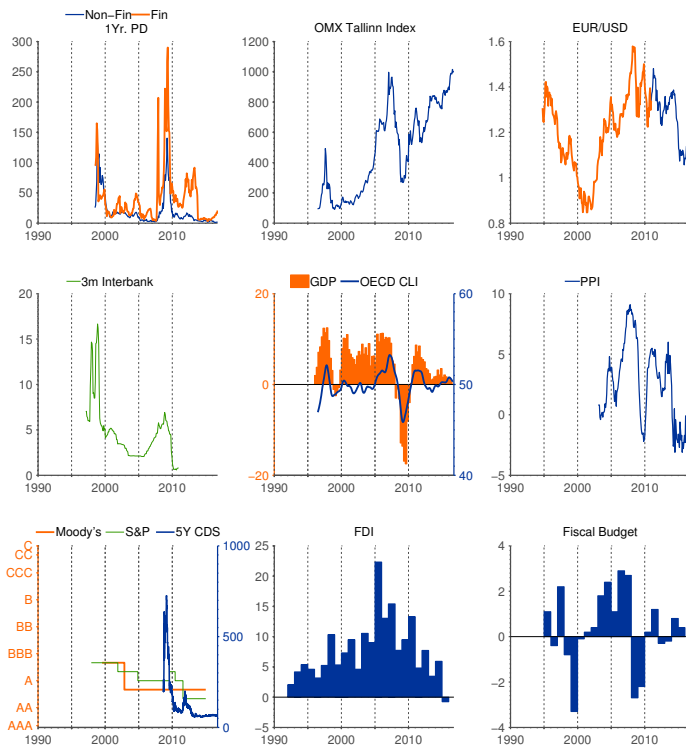 Non−Fin Fin
1Yr. PD
300
250
200
150
100
50
0
1990 2000 2010
OMX Tallinn Index
1200
1000
800
600
400
200
0
1990 2000 2010
EUR/USD
1.6
1.4
1.2
1
0.8
1990 2000 2010
3m Interbank
20
15
10
5
0
1990 2000 2010
GDP OECD CLI
20 60
0 50
−20 40
1990 2000 2010
PPI
10
5
0
−5
1990 2000 2010
Moody's S&P 5Y CDS
C 1000
CC
CCC
B
BB 500
BBB
A
AA
AAA 0
1990 2000 2010
FDI
25
20
15
10
5
0
−5
1990 2000 2010
Fiscal Budget
4
2
0
−2
−4
1990 2000 2010